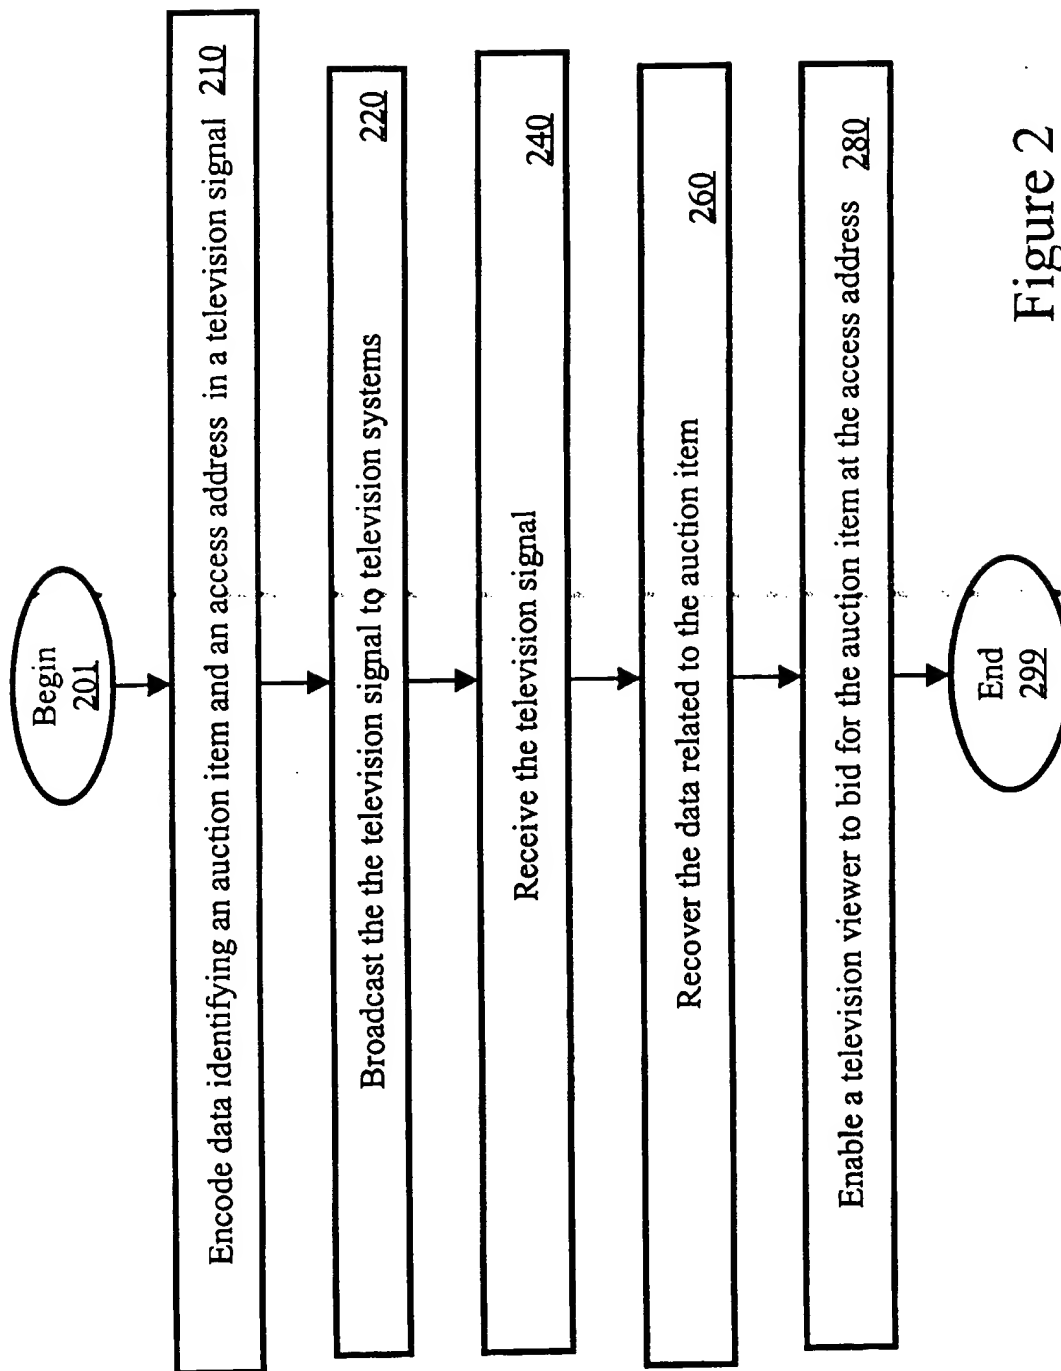 Begin
201
Encode data identifying an auction item and an access address in a television signal 210
Broadcast the the television signal to television systems 220
Receive the television signal 240
Recover the data related to the auction item 260
Enable a television viewer to bid for the auction item at the access address 280
End
299
Figure 2